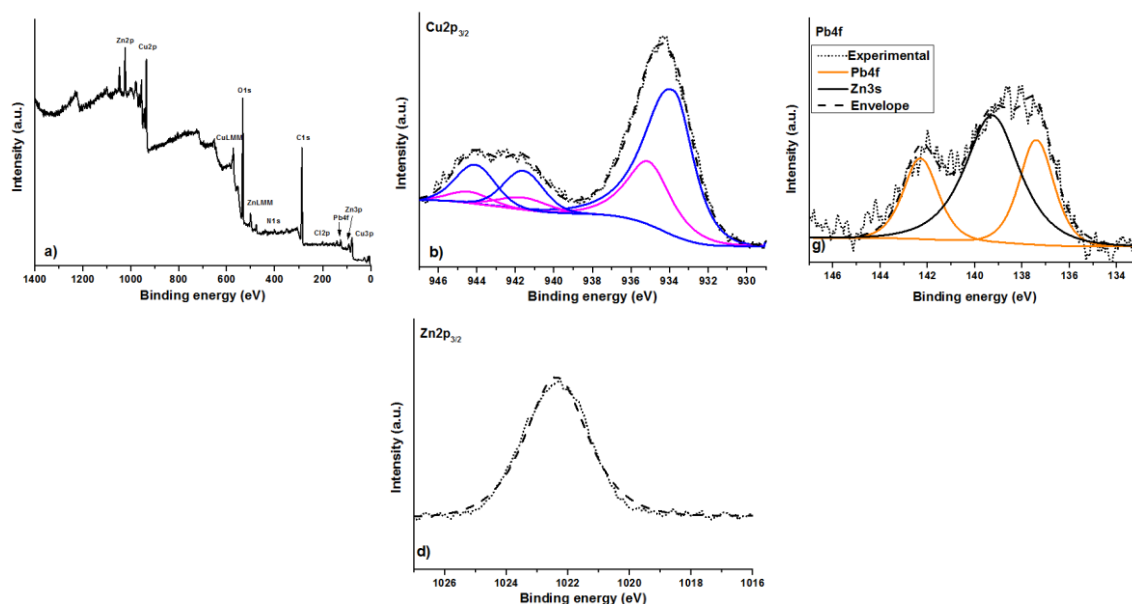 Zn2p
Cu2p
O1s
C1s
CuLMM
ZnLMM
N1s
Cl2p
Pb4f
Zn3p
Cu3p
a)
Intensity (a.u.)
1400 1200 1000 800 600 400 200 0
Binding energy (eV)
Cu2p3/2
Intensity (a.u.)
b)
946 944 942 940 938 936 934 932 930
Binding energy (eV)
Pb4f
Experimental
Pb4f
Zn3s
Envelope
Intensity (a.u.)
g)
146 144 142 140 138 136 134
Binding energy (eV)
Zn2p3/2
Intensity (a.u.)
d)
1026 1024 1022 1020 1018 1016
Binding energy (eV)